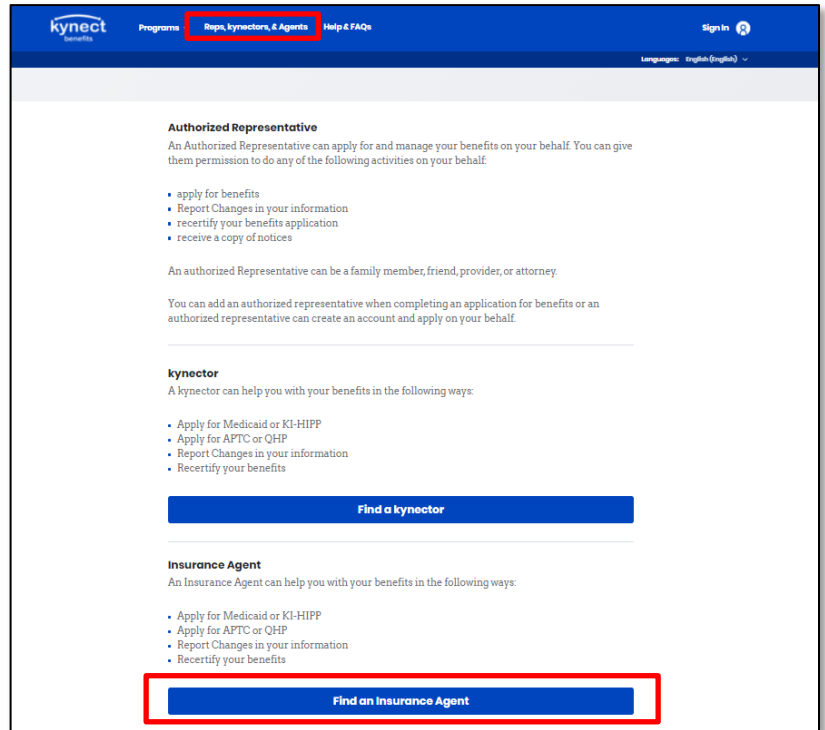 kynect
benefits
Programs
Reps, kynectors, & Agents
Help & FAQs
Sign In
Languages: English (English)
Authorized Representative
An Authorized Representative can apply for and manage your benefits on your behalf. You can give
them permission to do any of the following activities on your behalf:
apply for benefits
Report Changes in your information
recertify your benefits application
receive a copy of notices
An authorized Representative can be a family member, friend, provider, or attorney.
You can add an authorized representative when completing an application for benefits or an
authorized representative can create an account and apply on your behalf.
kynector
A kynector can help you with your benefits in the following ways:
Apply for Medicaid or KI-HIPP
Apply for APTC or QHP
Report Changes in your information
Recertify your benefits
Find a kynector
Insurance Agent
An Insurance Agent can help you with your benefits in the following ways:
Apply for Medicaid or KI-HIPP
Apply for APTC or QHP
Report Changes in your information
Recertify your benefits
Find an Insurance Agent